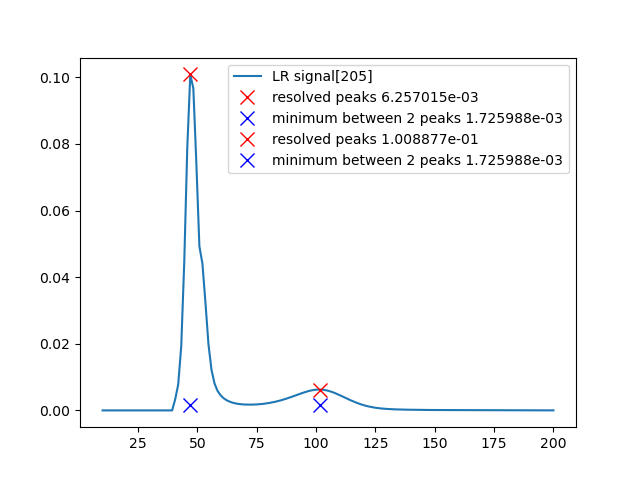 LR signal[205]
resolved peaks 6.257015e-03
minimum between 2 peaks 1.725988e-03
resolved peaks 1.008877e-01
minimum between 2 peaks 1.725988e-03
0.10
0.08
0.06
0.04
0.02
0.00
25 50 75 100 125 150 175 200